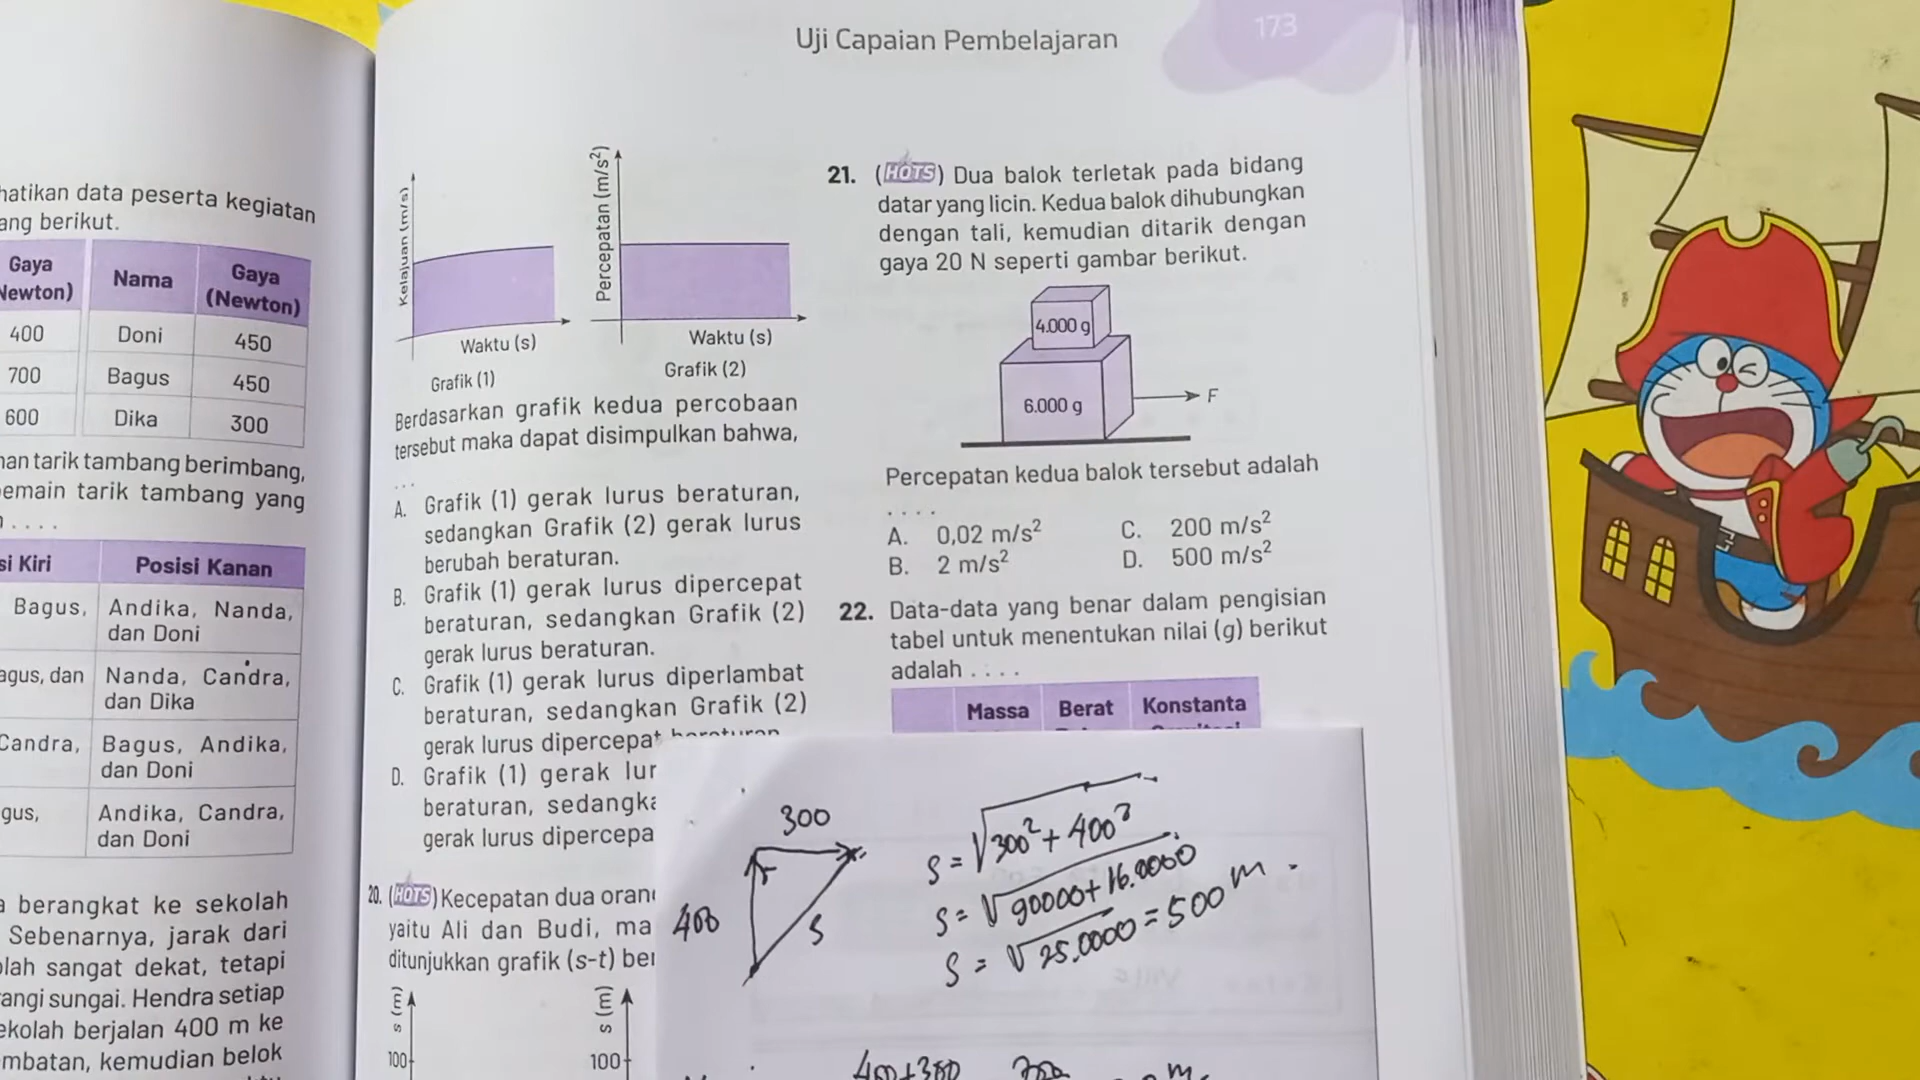 Uji Capaian Pembelajaran
173
hatikan data peserta kegiatan
ang berikut.
Gaya
Newton)
Nama
Gaya
(Newton)
400
Doni
450
700
Bagus
450
600
Dika
300
an tarik tambang berimbang,
emain tarik tambang yang
. . . .
si Kiri
Posisi Kanan
Bagus,
Andika, Nanda,
dan Doni
agus, dan
Nanda, Candra,
dan Dika
Candra,
Bagus, Andika,
dan Doni
gus,
Andika, Candra,
dan Doni
a berangkat ke sekolah
Sebenarnya, jarak dari
olah sangat dekat, tetapi
angi sungai. Hendra setiap
ekolah berjalan 400 m ke
mbatan, kemudian belok
Kelajuan (m/s)
Waktu (s)
Grafik (1)
Percepatan (m/s²)
Waktu (s)
Grafik (2)
Berdasarkan grafik kedua percobaan
tersebut maka dapat disimpulkan bahwa,
. . .
A. Grafik (1) gerak lurus beraturan,
sedangkan Grafik (2) gerak lurus
berubah beraturan.
B. Grafik (1) gerak lurus dipercepat
beraturan, sedangkan Grafik (2)
gerak lurus beraturan.
C. Grafik (1) gerak lurus diperlambat
beraturan, sedangkan Grafik (2)
gerak lurus dipercepat beraturan
D. Grafik (1) gerak lur
beraturan, sedangka
gerak lurus dipercepa
20. (HOTS) Kecepatan dua oran
yaitu Ali dan Budi, ma
ditunjukkan grafik (s-t) ber
s (m)
100
s (m)
100
21. (HOTS) Dua balok terletak pada bidang
datar yang licin. Kedua balok dihubungkan
dengan tali, kemudian ditarik dengan
gaya 20 N seperti gambar berikut.
4.000 g
6.000 g
F
Percepatan kedua balok tersebut adalah
. . . .
A. 0,02 m/s²
C. 200 m/s²
B. 2 m/s²
D. 500 m/s²
22. Data-data yang benar dalam pengisian
tabel untuk menentukan nilai (g) berikut
adalah . . . .
Massa
Berat
Konstanta
300
400
s
s = √300² + 400²
s = √90000 + 16.0000
s = √25.0000 = 500 m
400+300
m